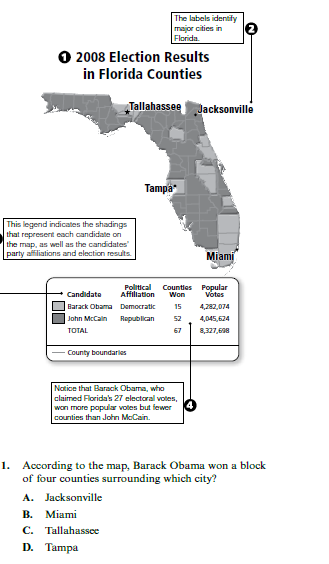 The labels identify
major cities in
Florida.
2
1 2008 Election Results
in Florida Counties
Tallahassee
Jacksonville
Tampa
Miami
This legend indicates the shadings
that represent each candidate on
the map, as well as the candidates'
party affiliations and election results.
Candidate Political Affiliation Counties Won Popular Votes
Barack Obama Democratic 15 4,282,074
John McCain Republican 52 4,045,624
TOTAL 67 8,327,698
County boundaries
Notice that Barack Obama, who
claimed Florida's 27 electoral votes,
won more popular votes but fewer
counties than John McCain.
4
1. According to the map, Barack Obama won a block
of four counties surrounding which city?
A. Jacksonville
B. Miami
C. Tallahassee
D. Tampa